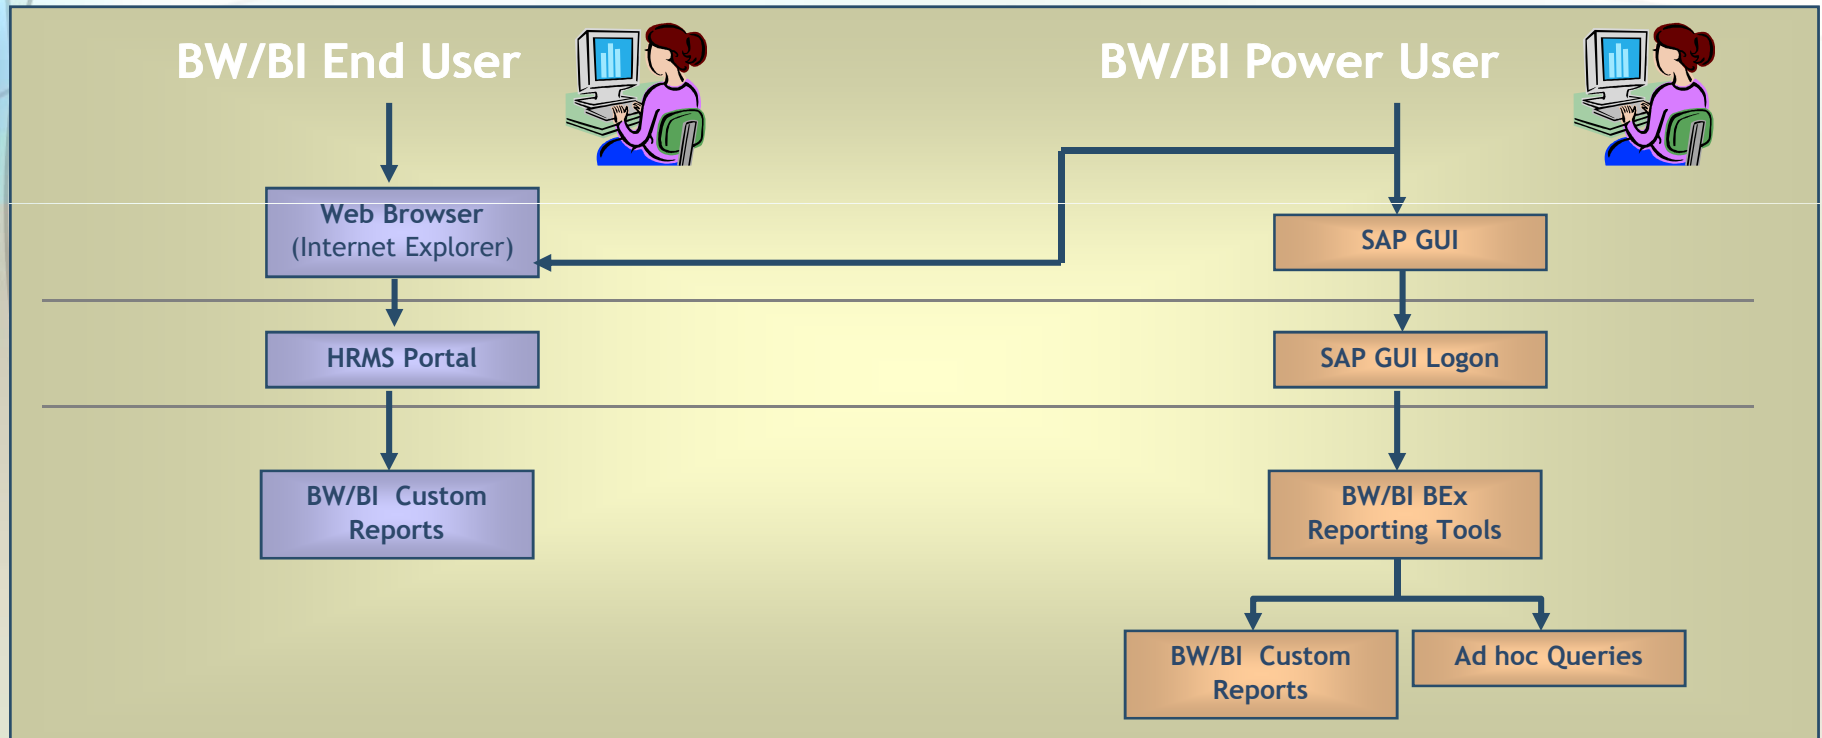 BW/BI End User
BW/BI Power User
Web Browser
(Internet Explorer)
SAP GUI
HRMS Portal
SAP GUI Logon
BW/BI  Custom
Reports
BW/BI BEx
Reporting Tools
BW/BI  Custom
Reports
Ad hoc Queries